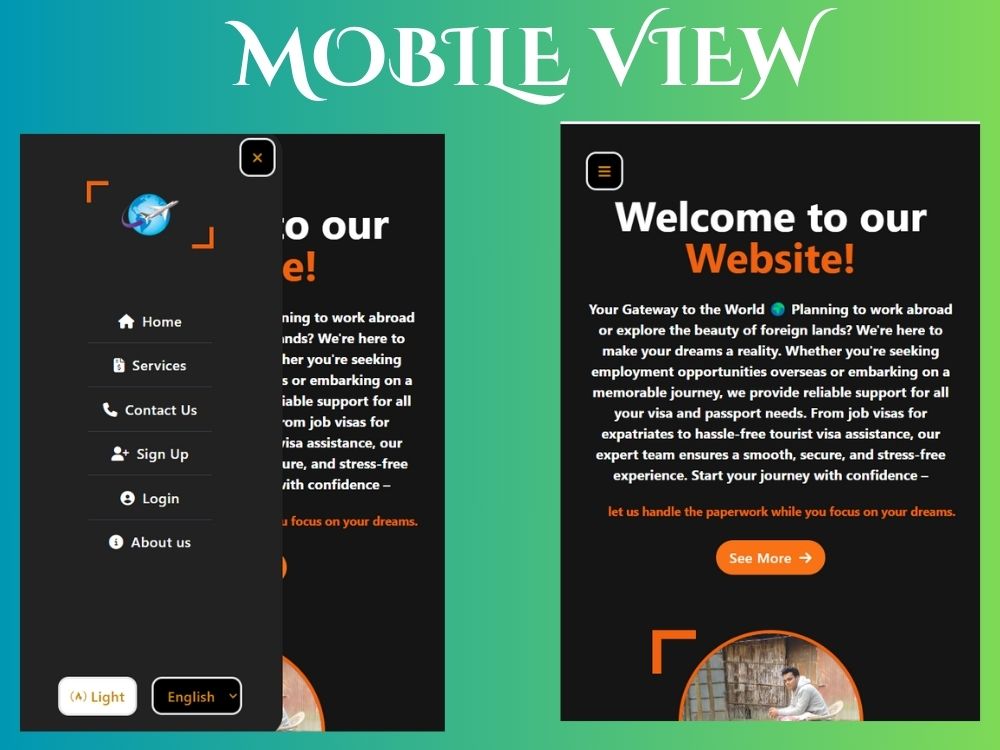 MOBILE VIEW
Home
Services
Contact Us
Sign Up
Login
About us
Light
English
to our
e!
ning to work abroad
ands? We're here to
her you're seeking
s or embarking on a
iable support for all
rom job visas for
visa assistance, our
ure, and stress-free
with confidence –
u focus on your dreams.
Welcome to our
Website!
Your Gateway to the World 🌍 Planning to work abroad
or explore the beauty of foreign lands? We're here to
make your dreams a reality. Whether you're seeking
employment opportunities overseas or embarking on a
memorable journey, we provide reliable support for all
your visa and passport needs. From job visas for
expatriates to hassle-free tourist visa assistance, our
expert team ensures a smooth, secure, and stress-free
experience. Start your journey with confidence –
let us handle the paperwork while you focus on your dreams.
See More →